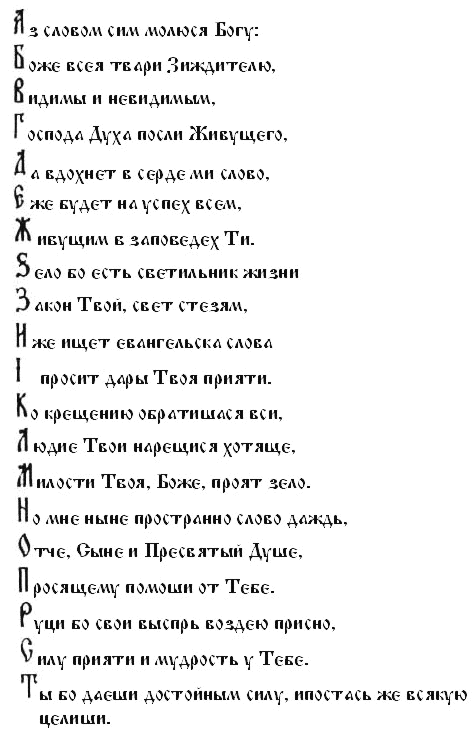 Аз словом сим молюся Богу:
Боже всея твари Зиждителю,
Видимы и невидимым,
Господа Духа посли Живущего,
Да вдохнет в серде ми слово,
Еже будет на успех всем,
Живущим в заповедех Ти.
Ѕело бо есть светильник жизни
Закон Твой, свет стезям,
Иже ищет евангельска слова
І просит дары Твоя прияти.
Ко крещению обратишася вси,
Людие Твои нарещися хотяще,
Милости Твоя, Боже, проят зело.
Но мне ныне пространно слово даждь,
Отче, Сыне и Пресвятый Душе,
Просящему помоши от Тебе.
Руци бо свои выспрь воздею присно,
Силу прияти и мудрость у Тебе.
Ты бо даеши достойным силу, ипостась же всякую
целиши.